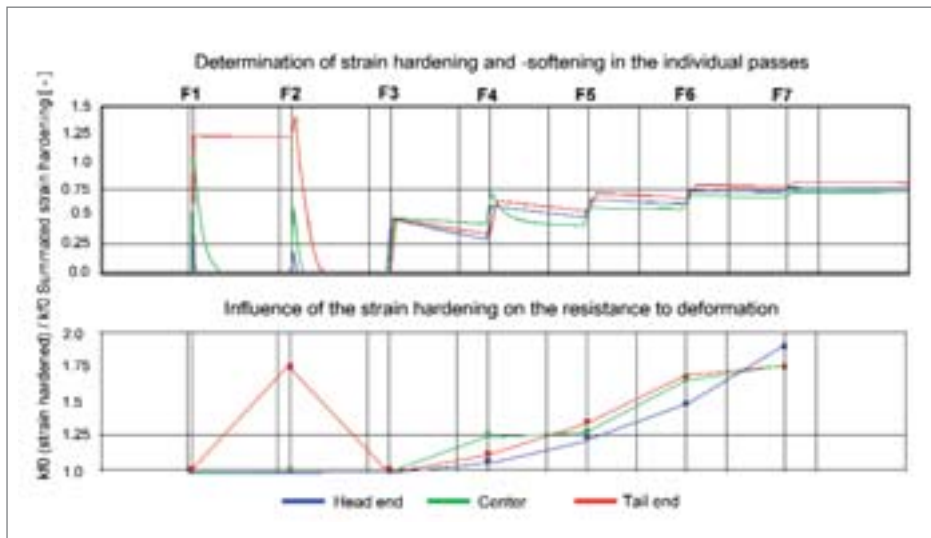 Determination of strain hardening and -softening in the individual passes
F1 F2 F3 F4 F5 F6 F7
1.5
1.25
1.0
0.75
0.5
0.25
0.0
kf0 (strain hardened) / kf0 Summated strain hardening [ - ]
Influence of the strain hardening on the resistance to deformation
2.0
1.75
1.5
1.25
1.0
Head end Center Tail end